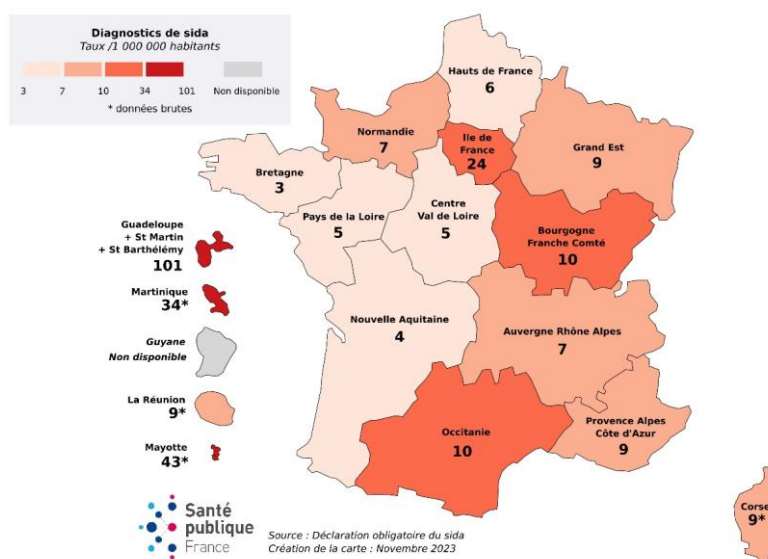 Diagnostics de sida
Taux /1 000 000 habitants
3 7 10 34 101 Non disponible
* données brutes
Hauts de France
6
Normandie
7
Ile de
France
24
Grand Est
9
Bretagne
3
Pays de la Loire
5
Centre
Val de Loire
5
Bourgogne
Franche Comté
10
Guadeloupe
+ St Martin
+ St Barthélémy
101
Martinique
34*
Guyane
Non disponible
La Réunion
9*
Mayotte
43*
Nouvelle Aquitaine
4
Auvergne Rhône Alpes
7
Occitanie
10
Provence Alpes
Côte d'Azur
9
Corse
9*
Santé
publique
France
Source : Déclaration obligatoire du sida
Création de la carte : Novembre 2023